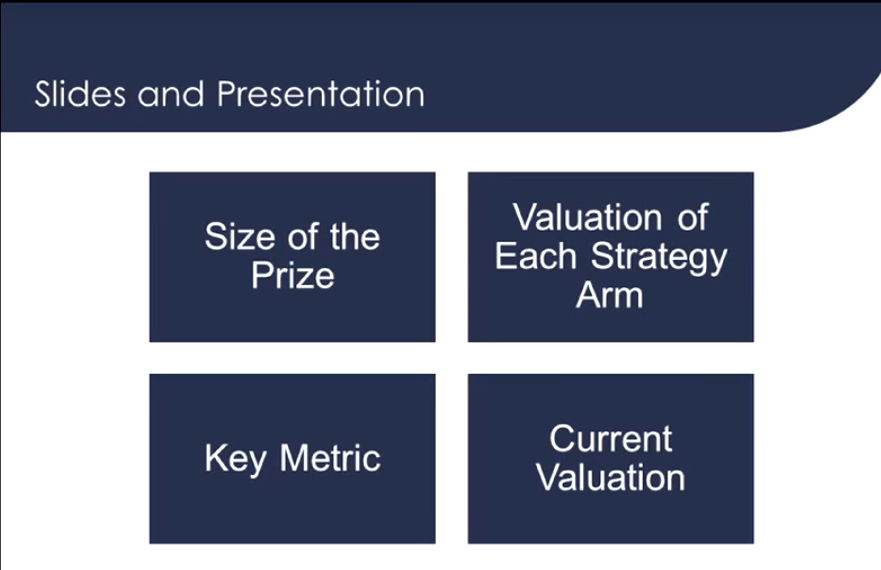 Slides and Presentation
Size of the
Prize
Valuation of
Each Strategy
Arm
Key Metric
Current
Valuation